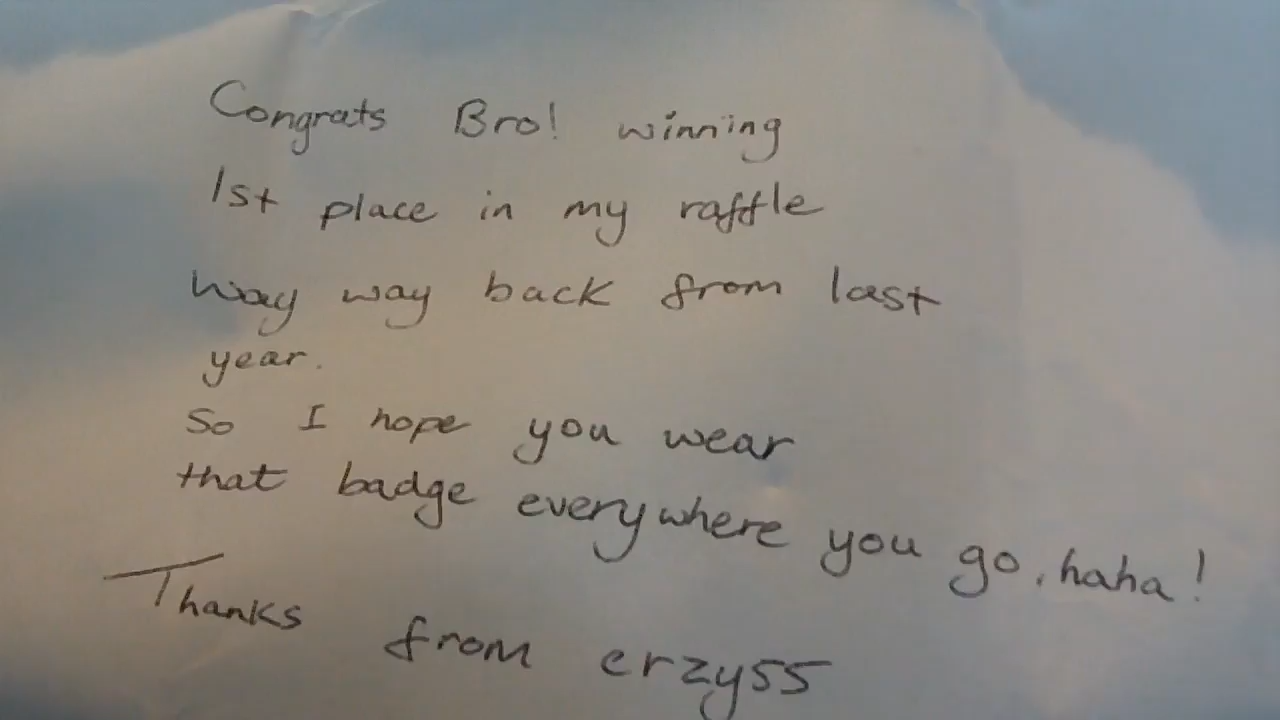 Congrats Bro! winning
1st place in my raffle
way way back from last
year.
So I hope you wear
that badge everywhere you go, haha!
Thanks from erzy55